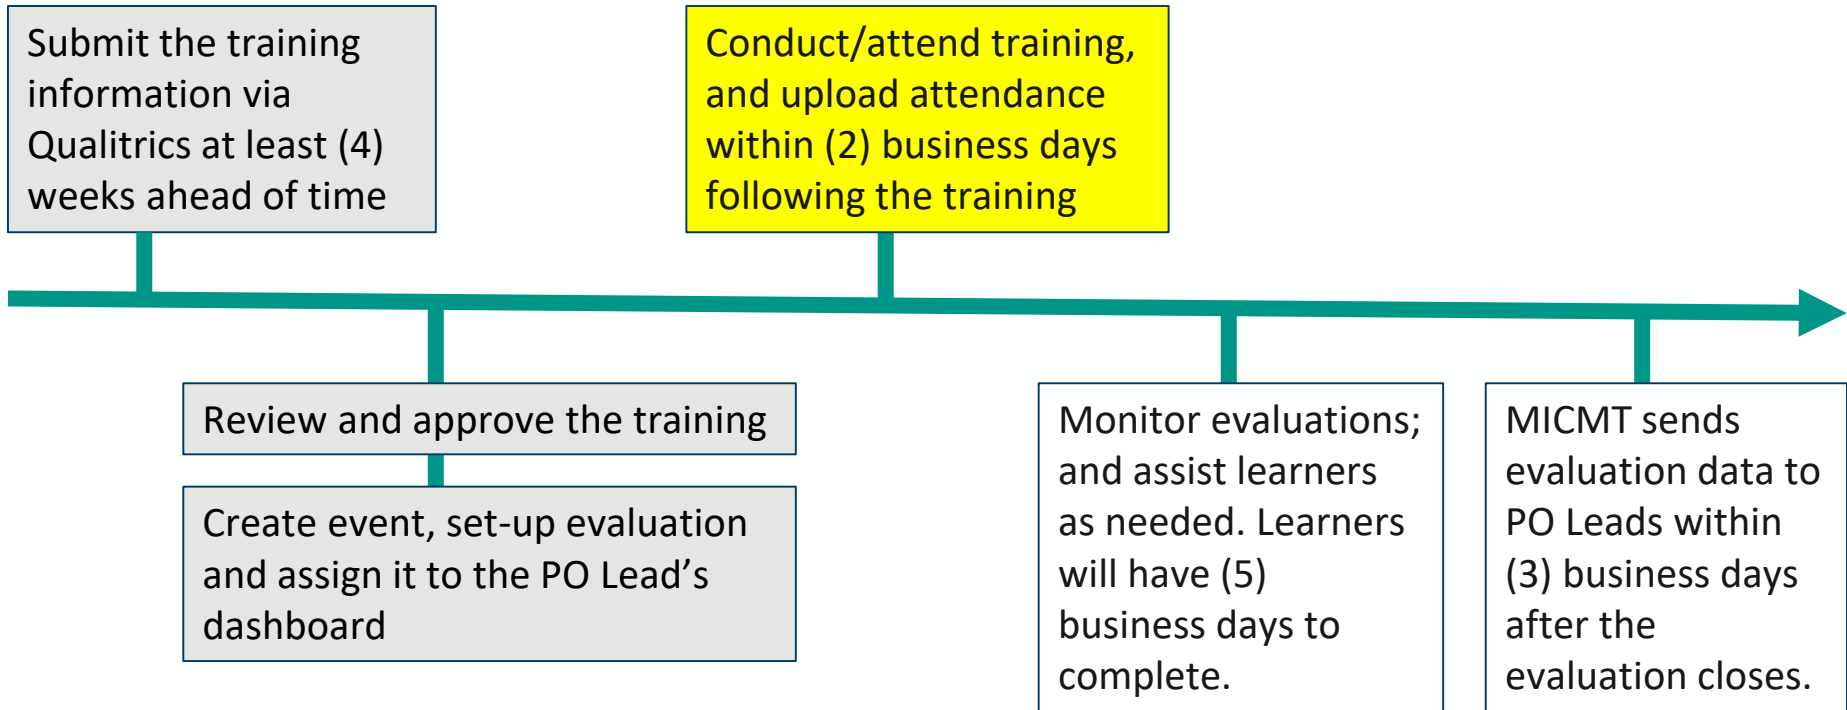 Submit the training
information via
Qualitrics at least (4)
weeks ahead of time
Conduct/attend training,
and upload attendance
within (2) business days
following the training
Review and approve the training
Create event, set-up evaluation
and assign it to the PO Lead’s
dashboard
Monitor evaluations;
and assist learners
as needed. Learners
will have (5)
business days to
complete.
MICMT sends
evaluation data to
PO Leads within
(3) business days
after the
evaluation closes.